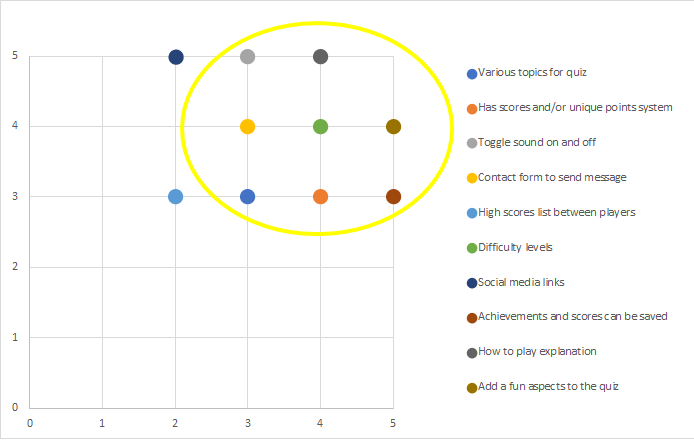 5
4
3
2
1
0
0 1 2 3 4 5
Various topics for quiz
Has scores and/or unique points system
Toggle sound on and off
Contact form to send message
High scores list between players
Difficulty levels
Social media links
Achievements and scores can be saved
How to play explanation
Add a fun aspects to the quiz